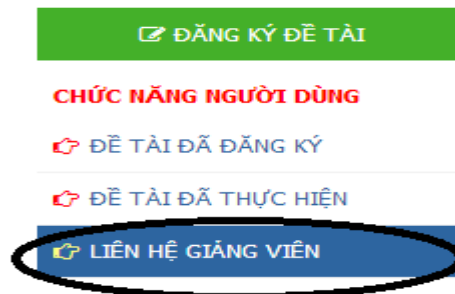 ĐĂNG KÝ ĐỀ TÀI
CHỨC NĂNG NGƯỜI DÙNG
ĐỀ TÀI ĐÃ ĐĂNG KÝ
ĐỀ TÀI ĐÃ THỰC HIỆN
LIÊN HỆ GIẢNG VIÊN